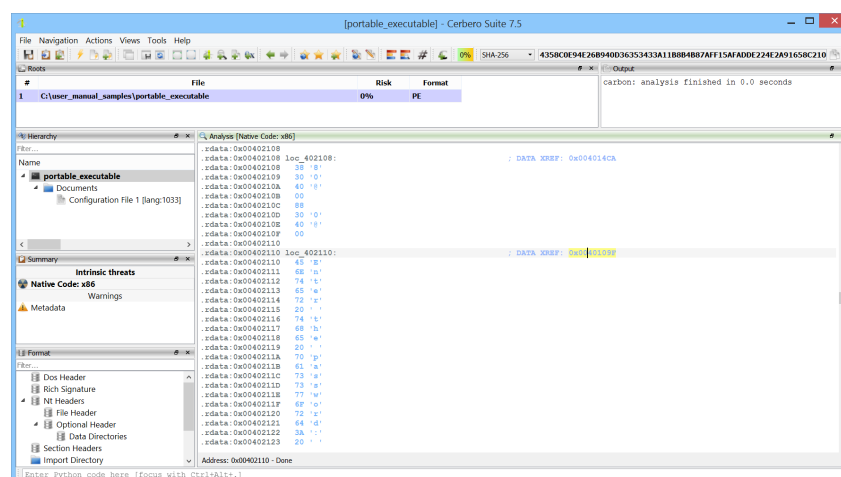 [portable_executable] - Cerbero Suite 7.5
File Navigation Actions Views Tools Help
0% SHA-256 4358C0E94E26B940D36353433A11B8B4B87AFF15AFADDE224E2A91658C210
Roots
# File Risk Format
1 C:\user_manual_samples\portable_executable 0% PE
Output
carbon: analysis finished in 0.0 seconds
Hierarchy
Filter...
Name
portable_executable
Documents
Configuration File 1 [lang:1033]
Summary
Intrinsic threats
Native Code: x86
Warnings
Metadata
Format
Filter...
Dos Header
Rich Signature
Nt Headers
File Header
Optional Header
Data Directories
Section Headers
Import Directory
Analysis [Native Code: x86]
.rdata:0x00402108
.rdata:0x00402108 loc_402108: ; DATA XREF: 0x004014CA
.rdata:0x00402108 38 '8'
.rdata:0x00402109 30 '0'
.rdata:0x0040210A 40 '@'
.rdata:0x0040210B 00
.rdata:0x0040210C 88
.rdata:0x0040210D 30 '0'
.rdata:0x0040210E 40 '@'
.rdata:0x0040210F 00
.rdata:0x00402110
.rdata:0x00402110 loc_402110: ; DATA XREF: 0x0040109F
.rdata:0x00402110 45 'E'
.rdata:0x00402111 6E 'n'
.rdata:0x00402112 74 't'
.rdata:0x00402113 65 'e'
.rdata:0x00402114 72 'r'
.rdata:0x00402115 20 ' '
.rdata:0x00402116 74 't'
.rdata:0x00402117 68 'h'
.rdata:0x00402118 65 'e'
.rdata:0x00402119 20 ' '
.rdata:0x0040211A 70 'p'
.rdata:0x0040211B 61 'a'
.rdata:0x0040211C 73 's'
.rdata:0x0040211D 73 's'
.rdata:0x0040211E 77 'w'
.rdata:0x0040211F 6F 'o'
.rdata:0x00402120 72 'r'
.rdata:0x00402121 64 'd'
.rdata:0x00402122 3A ':'
.rdata:0x00402123 20 ' '
Address: 0x00402110 - Done
Enter Python code here [focus with Ctrl+Alt+.]